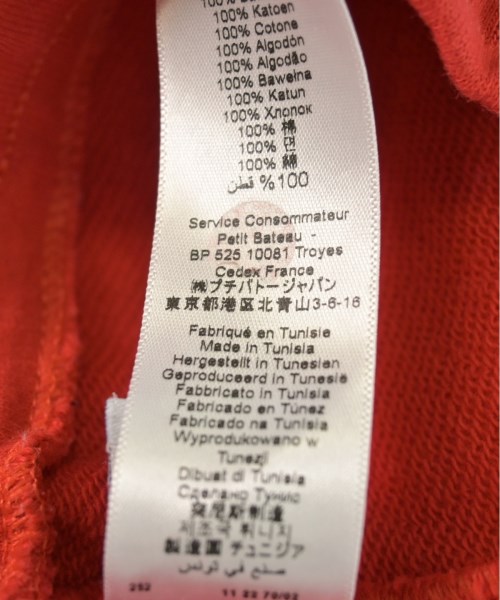 100% Katoen
100% Cotone
100% Algodón
100% Algodão
100% Bawełna
100% Katun
100% Хлопок
100% 棉
100% 면
100% 綿
100% قطن
Service Consommateur
Petit Bateau -
BP 525 10081 Troyes
Cedex France
㈱プチバトージャパン
東京都港区北青山3-6-16
Fabriqué en Tunisie
Made in Tunisia
Hergestellt in Tunesien
Geproduceerd in Tunesië
Fabbricato in Tunisia
Fabricado en Túnez
Fabricado na Tunísia
Wyprodukowano w
Tunezji
Dibuat di Tunisia
Сделано Тунис
突尼斯制造
제조국 튀니지
製造国 チュニジア
صنع في تونس
252 11 22 70/02